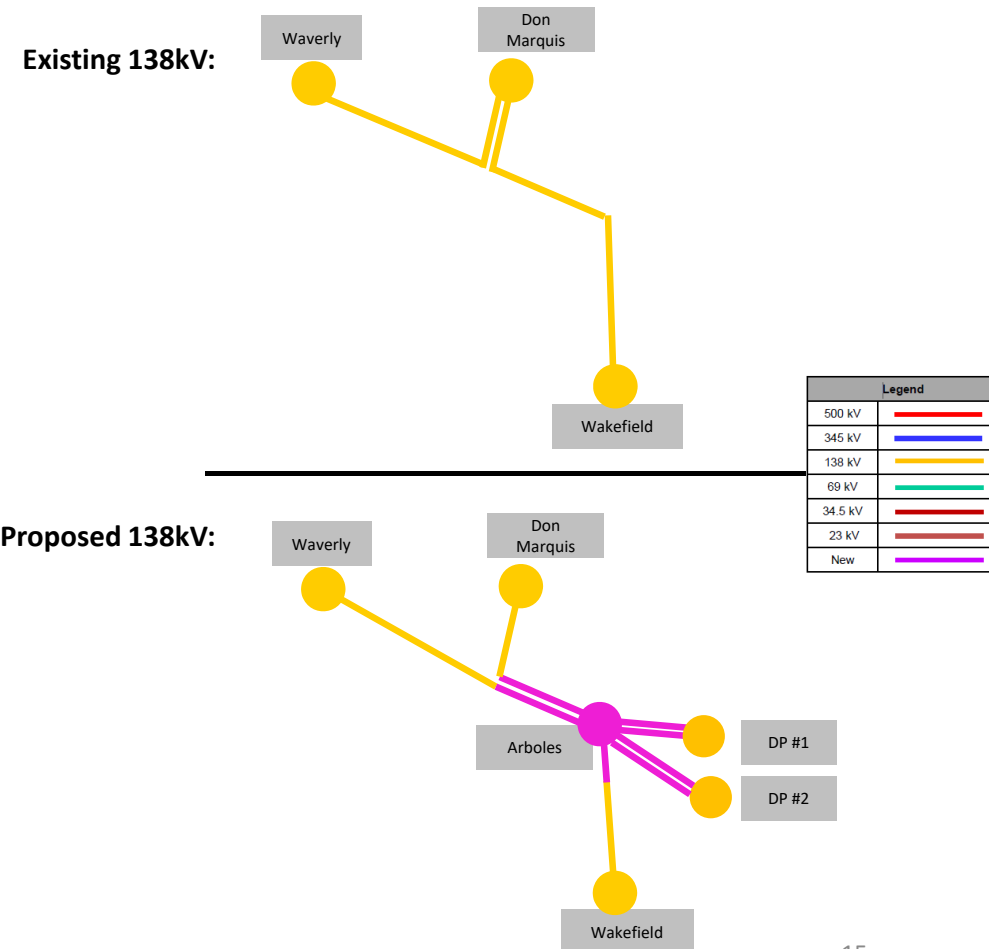 Existing 138kV:
Waverly
Don
Marquis
Wakefield
Legend
500 kV
345 kV
138 kV
69 kV
34.5 kV
23 kV
New
Proposed 138kV:
Waverly
Don
Marquis
Arboles
DP #1
DP #2
Wakefield
15